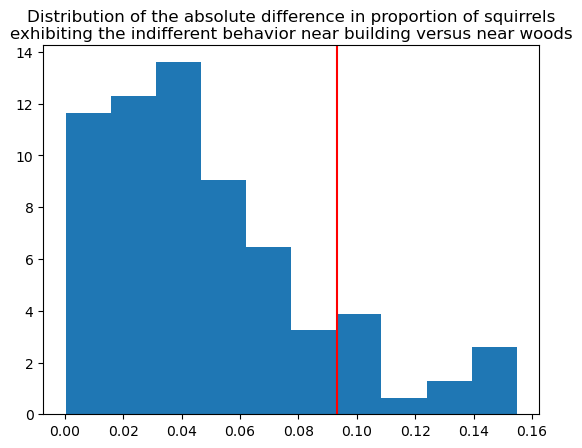 Distribution of the absolute difference in proportion of squirrels
exhibiting the indifferent behavior near building versus near woods
14
12
10
8
6
4
2
0
0.00 0.02 0.04 0.06 0.08 0.10 0.12 0.14 0.16